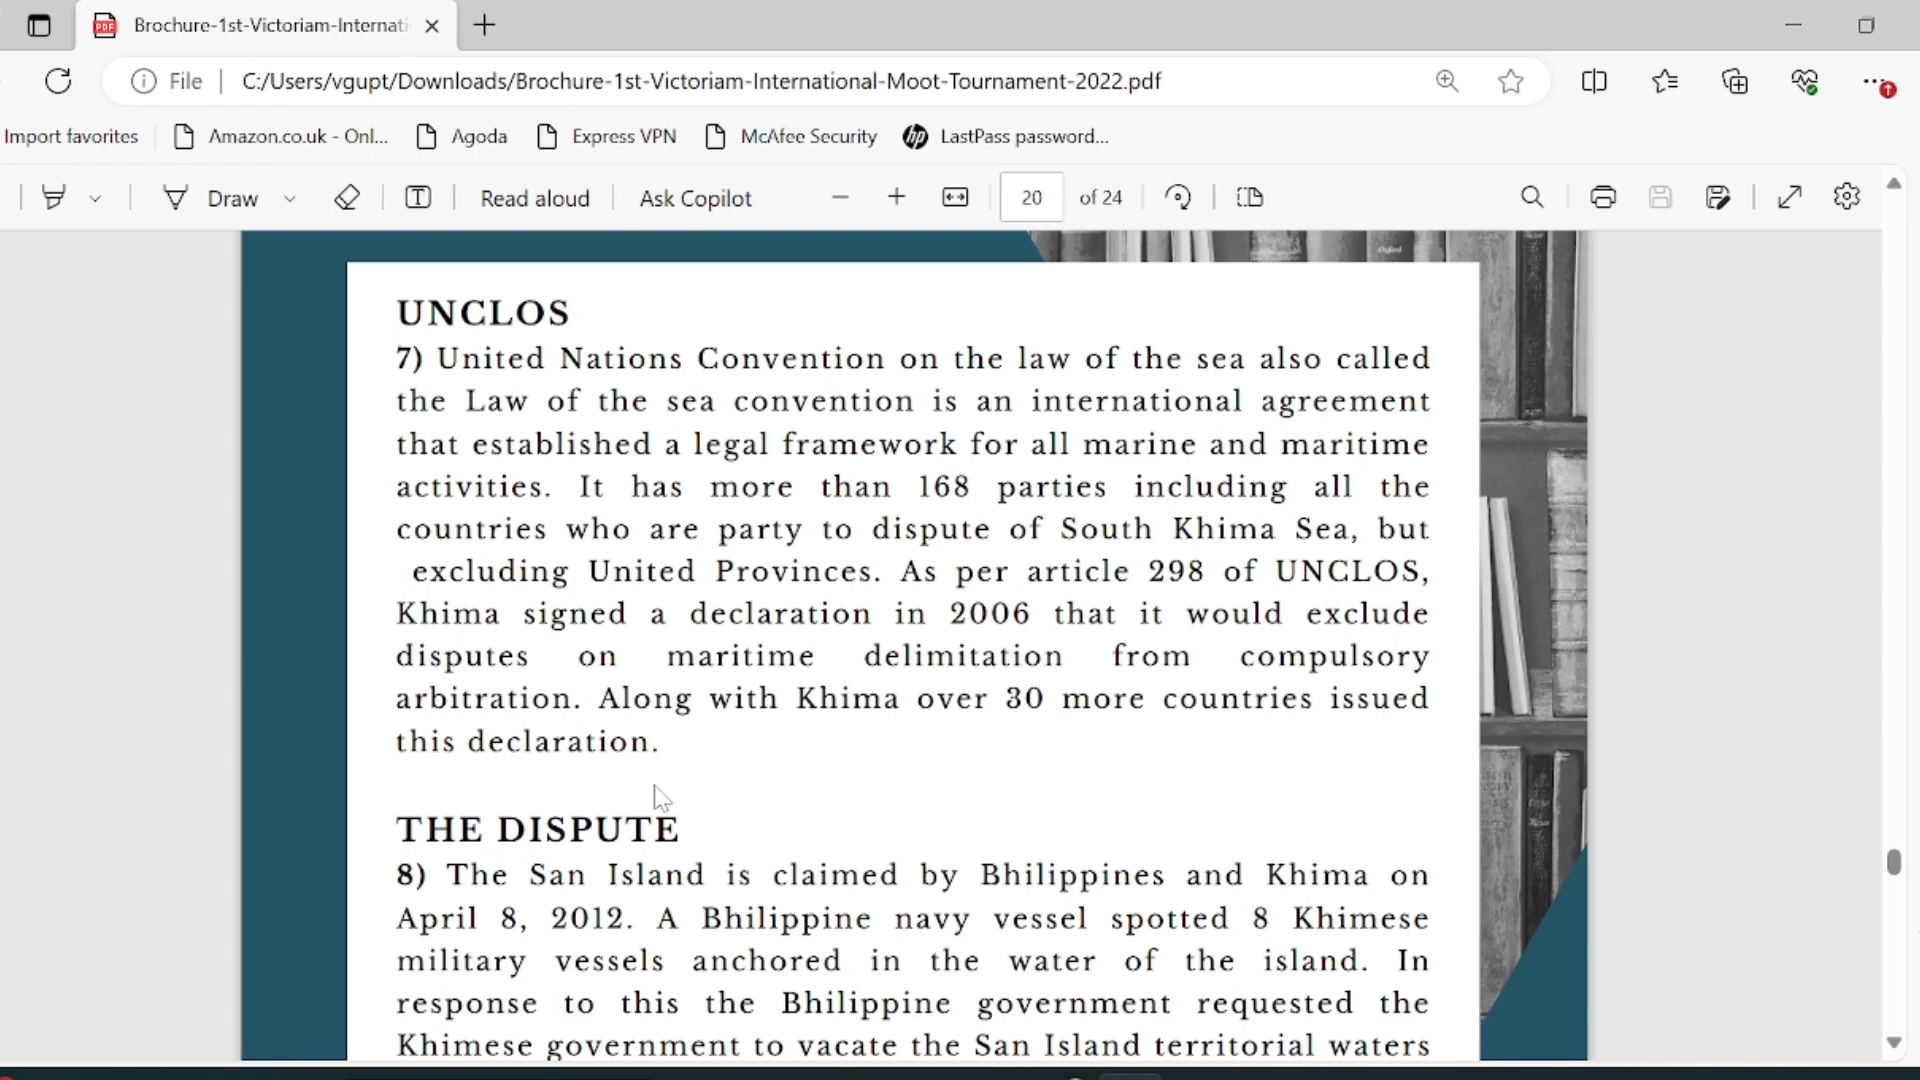 Brochure-1st-Victoriam-Internati
File
C:/Users/vgupt/Downloads/Brochure-1st-Victoriam-International-Moot-Tournament-2022.pdf
Import favorites
Amazon.co.uk - Onl...
Agoda
Express VPN
McAfee Security
LastPass password...
Draw
Read aloud
Ask Copilot
20 of 24
UNCLOS
7) United Nations Convention on the law of the sea also called
the Law of the sea convention is an international agreement
that established a legal framework for all marine and maritime
activities. It has more than 168 parties including all the
countries who are party to dispute of South Khima Sea, but
excluding United Provinces. As per article 298 of UNCLOS,
Khima signed a declaration in 2006 that it would exclude
disputes on maritime delimitation from compulsory
arbitration. Along with Khima over 30 more countries issued
this declaration.
THE DISPUTE
8) The San Island is claimed by Bhilippines and Khima on
April 8, 2012. A Bhilippine navy vessel spotted 8 Khimese
military vessels anchored in the water of the island. In
response to this the Bhilippine government requested the
Khimese government to vacate the San Island territorial waters